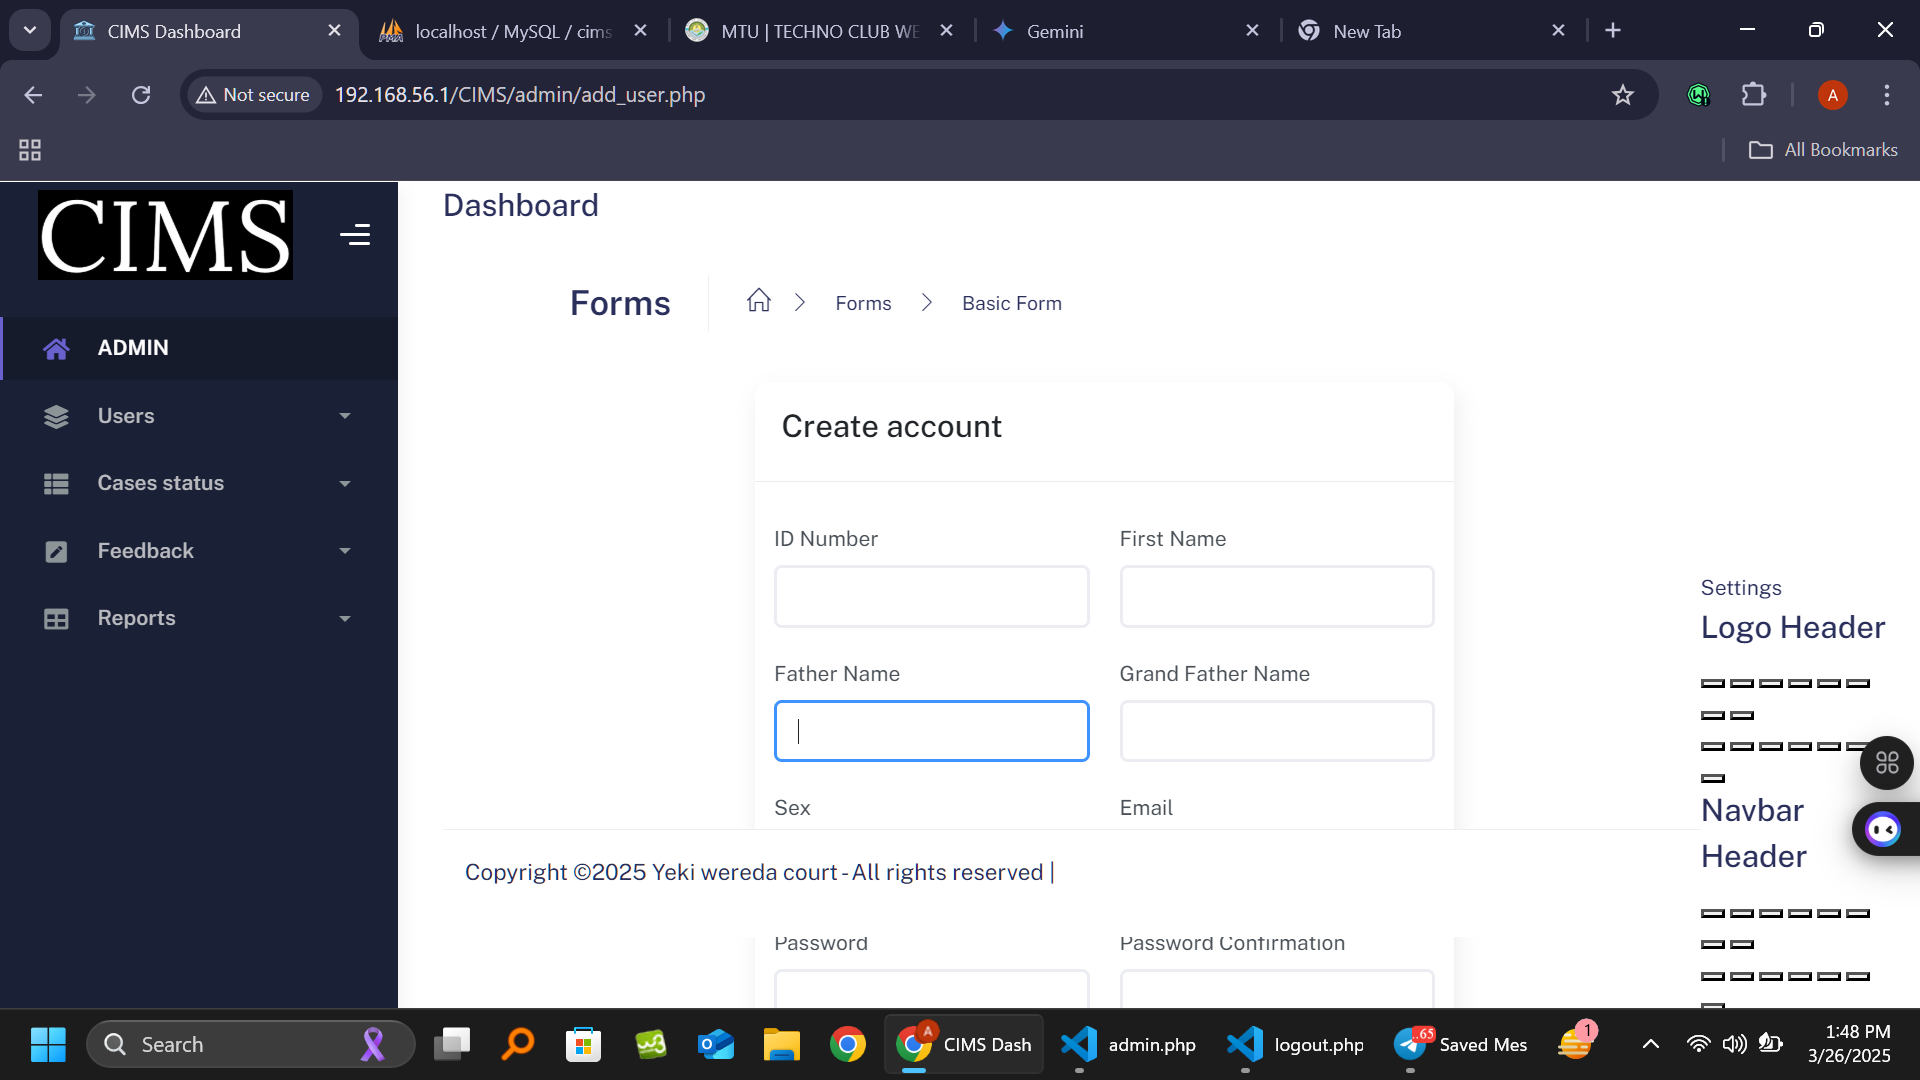 CIMS Dashboard
localhost / MySQL / cims
MTU | TECHNO CLUB WE
Gemini
New Tab
Not secure
192.168.56.1/CIMS/admin/add_user.php
A
All Bookmarks
CIMS
Dashboard
Forms
Forms
Basic Form
ADMIN
Users
Cases status
Feedback
Reports
Create account
ID Number
First Name
Father Name
Grand Father Name
Sex
Email
Settings
Logo Header
Navbar
Header
Copyright ©2025 Yeki wereda court - All rights reserved |
Password
Password Confirmation
Search
CIMS Dash
admin.php
logout.php
Saved Mes
1
1:48 PM
3/26/2025